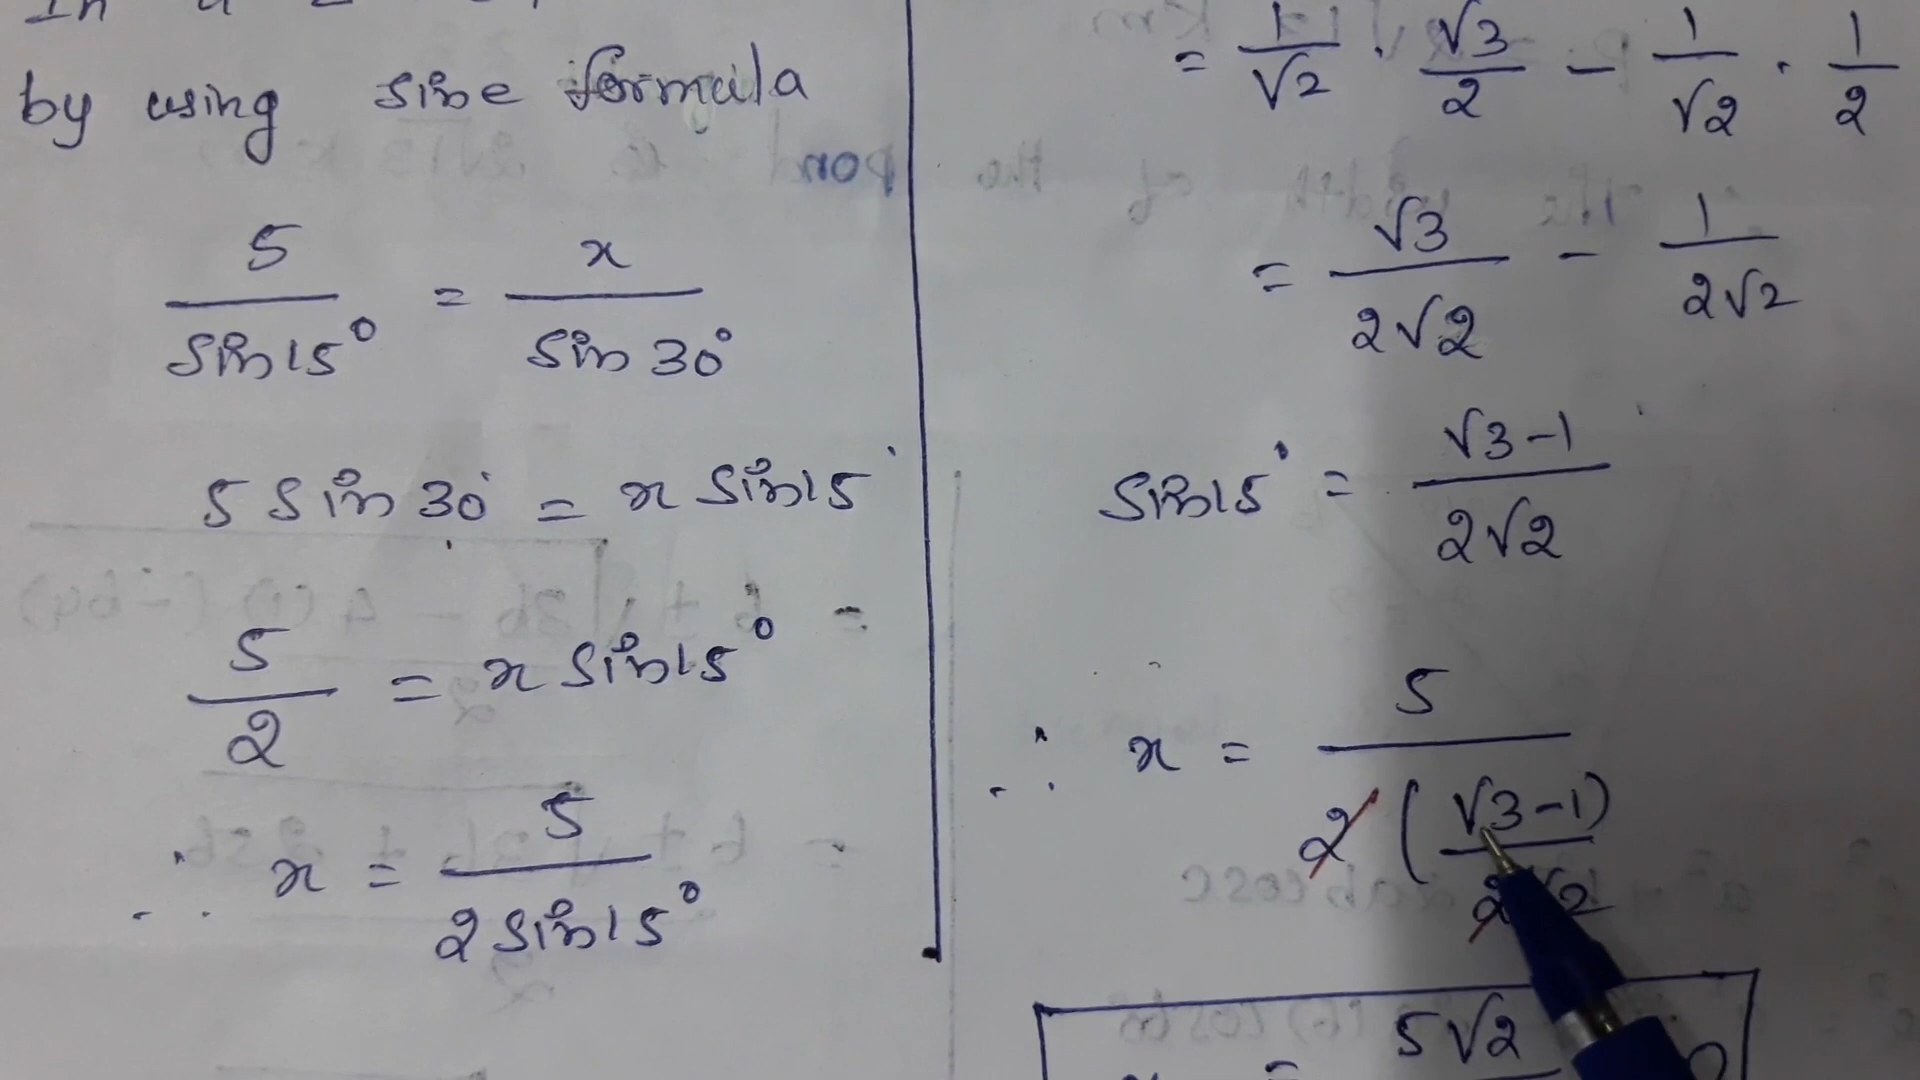 In
by using sine formula
5/sin15° = x/sin30°
5 sin30° = x sin15°
5/2 = x sin15°
∴ x = 5/2sin15°
= 1/√2 · √3/2 − 1/√2 · 1/2
= √3/2√2 − 1/2√2
sin15° = √3-1/2√2
∴ x = 5/2(√3-1)/2√2
5√2